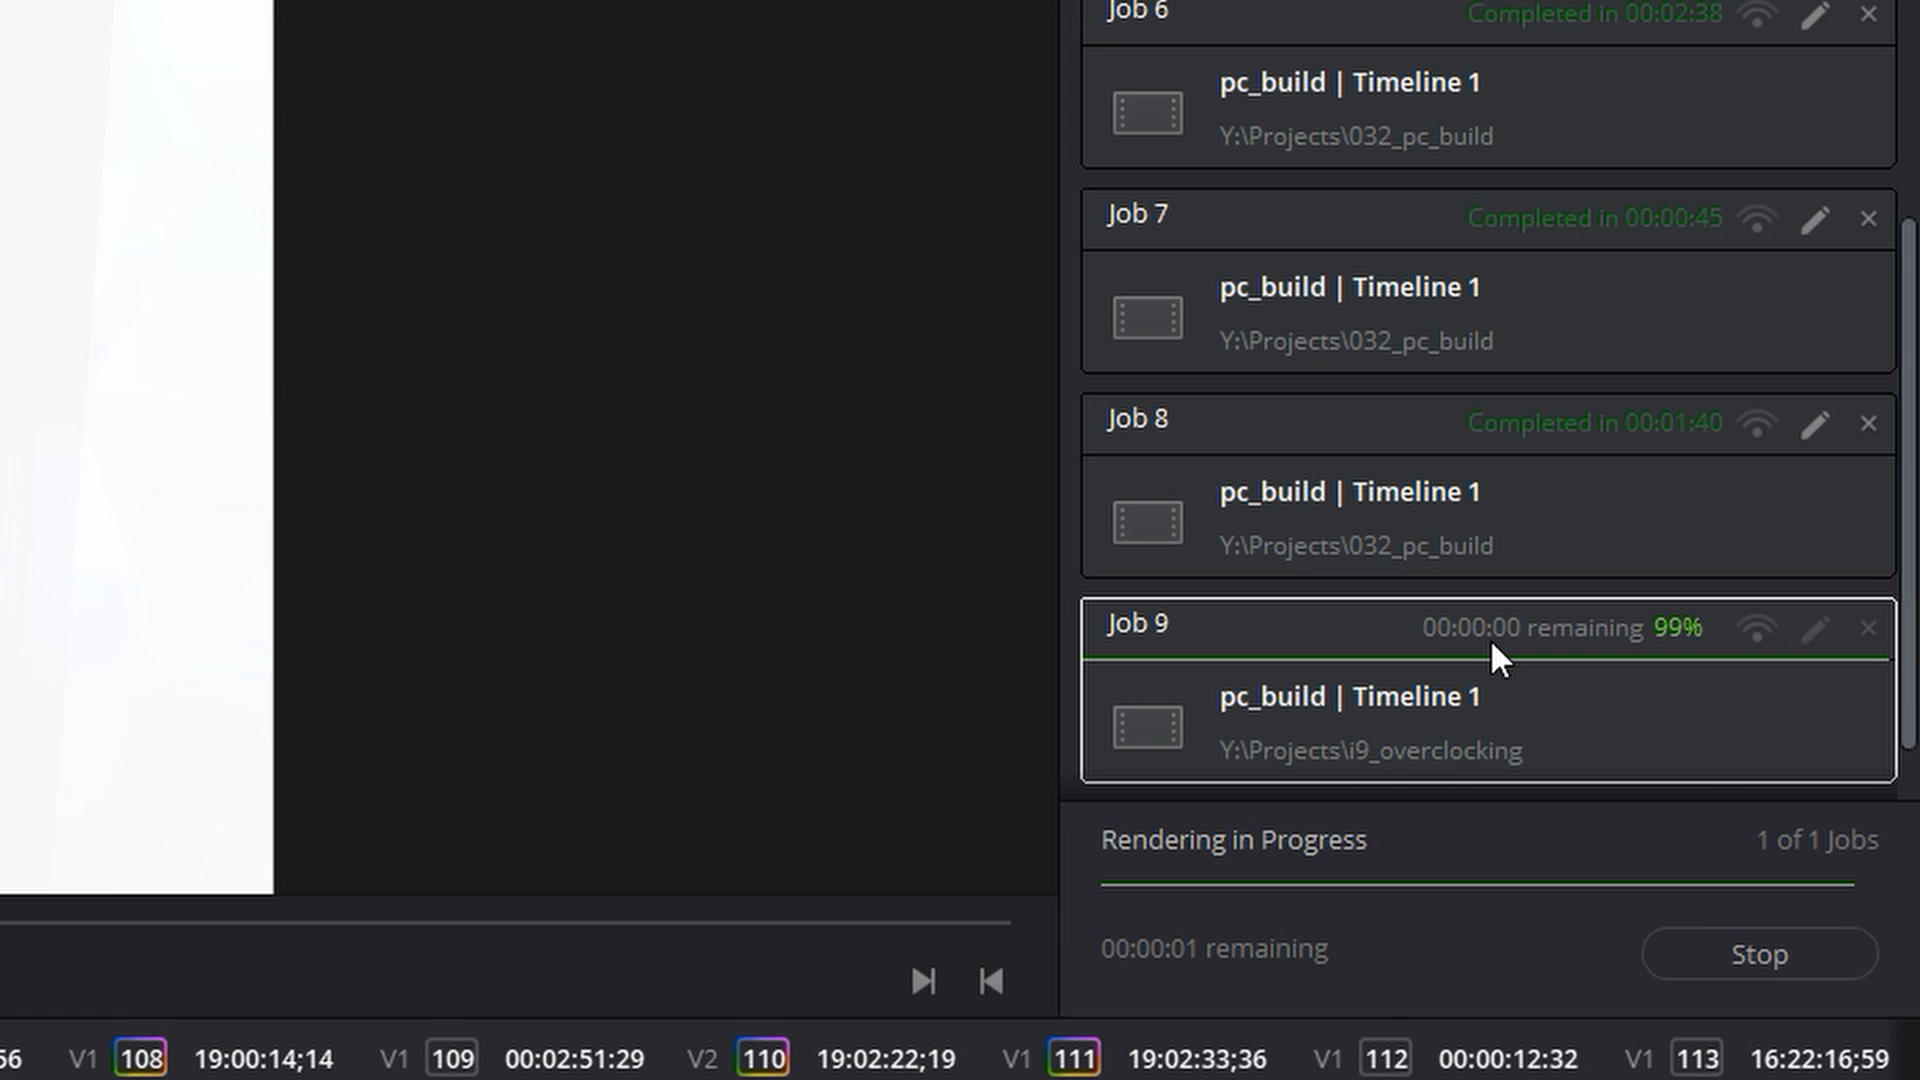 Job 6 Completed in 00:02:38
pc_build | Timeline 1
Y:\Projects\032_pc_build
Job 7 Completed in 00:00:45
pc_build | Timeline 1
Y:\Projects\032_pc_build
Job 8 Completed in 00:01:40
pc_build | Timeline 1
Y:\Projects\032_pc_build
Job 9 00:00:00 remaining 99%
pc_build | Timeline 1
Y:\Projects\i9_overclocking
Rendering in Progress 1 of 1 Jobs
00:00:01 remaining Stop
56 V1 108 19:00:14;14 V1 109 00:02:51:29 V2 110 19:02:22;19 V1 111 19:02:33;36 V1 112 00:00:12:32 V1 113 16:22:16;59